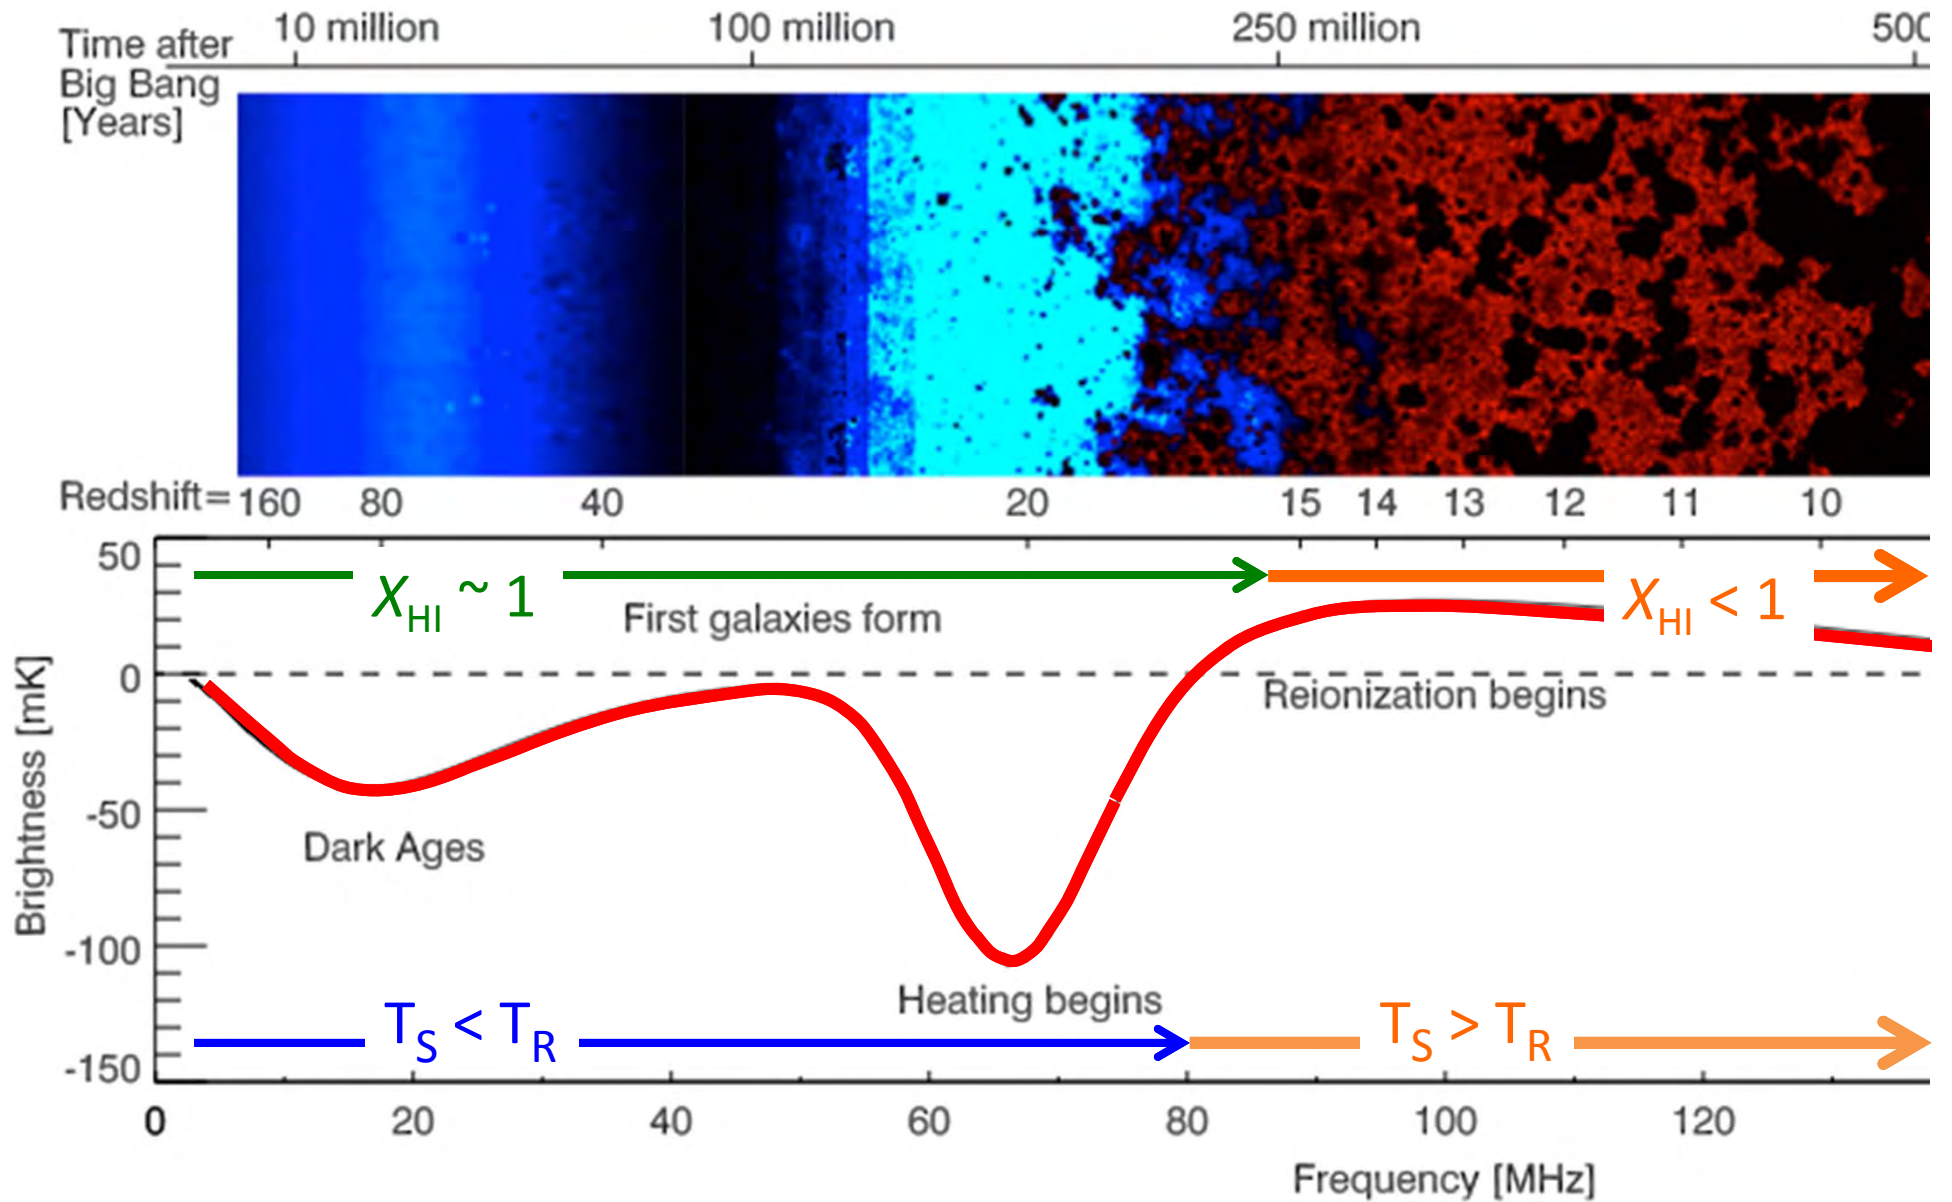 10 million 100 million 250 million 500
Time after
Big Bang
[Years]
Redshift= 160 80 40 20 15 14 13 12 11 10
50
X_HI ~ 1
X_HI < 1
First galaxies form
0
Reionization begins
-50
Dark Ages
-100
Heating begins
T_S < T_R
T_S > T_R
-150
Brightness [mK]
0 20 40 60 80 100 120
Frequency [MHz]